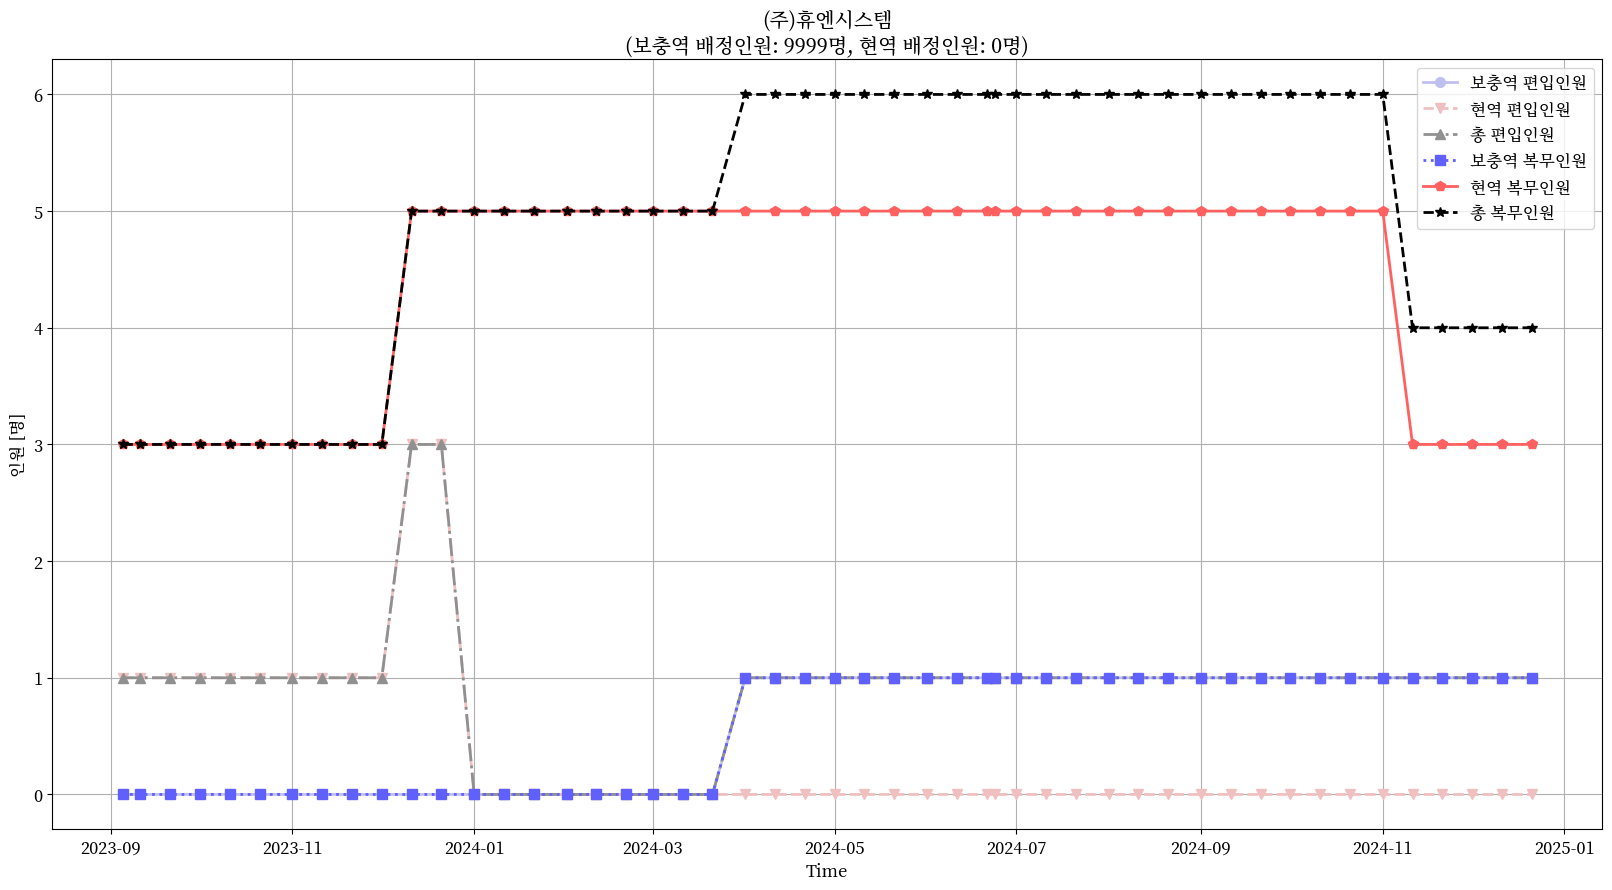 (주)휴엔시스템
(보충역 배정인원: 9999명, 현역 배정인원: 0명)
보충역 편입인원
현역 편입인원
총 편입인원
보충역 복무인원
현역 복무인원
총 복무인원
인원 [명]
6
5
4
3
2
1
0
2023-09
2023-11
2024-01
2024-03
2024-05
2024-07
2024-09
2024-11
2025-01
Time